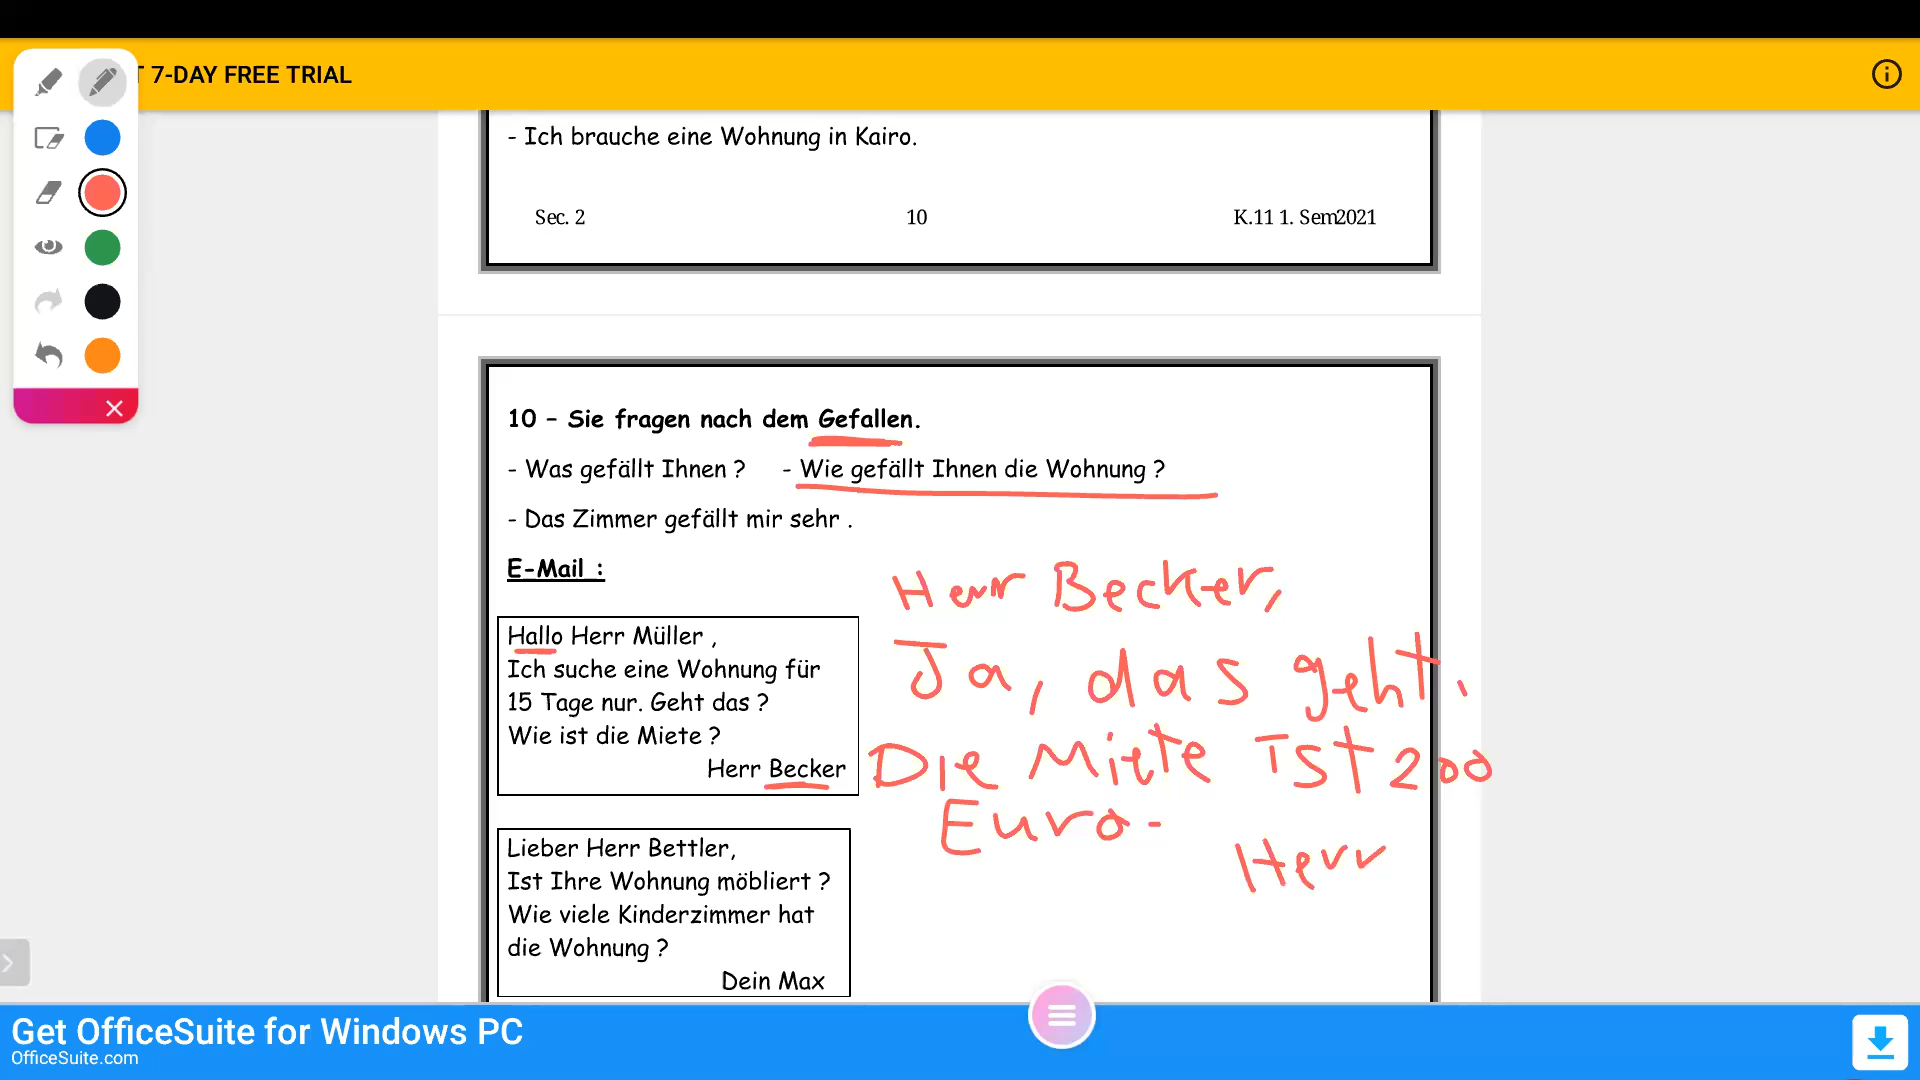 7-DAY FREE TRIAL
- Ich brauche eine Wohnung in Kairo.
Sec. 2 10 K.11 1. Sem2021
10 - Sie fragen nach dem Gefallen.
- Was gefällt Ihnen ? - Wie gefällt Ihnen die Wohnung ?
- Das Zimmer gefällt mir sehr .
E-Mail :
Hallo Herr Müller ,
Ich suche eine Wohnung für
15 Tage nur. Geht das ?
Wie ist die Miete ?
Herr Becker
Herr Becker,
Ja, das geht.
Die Miete Ist 200
Euro.
Herr
Lieber Herr Bettler,
Ist Ihre Wohnung möbliert ?
Wie viele Kinderzimmer hat
die Wohnung ?
Dein Max
Get OfficeSuite for Windows PC
OfficeSuite.com